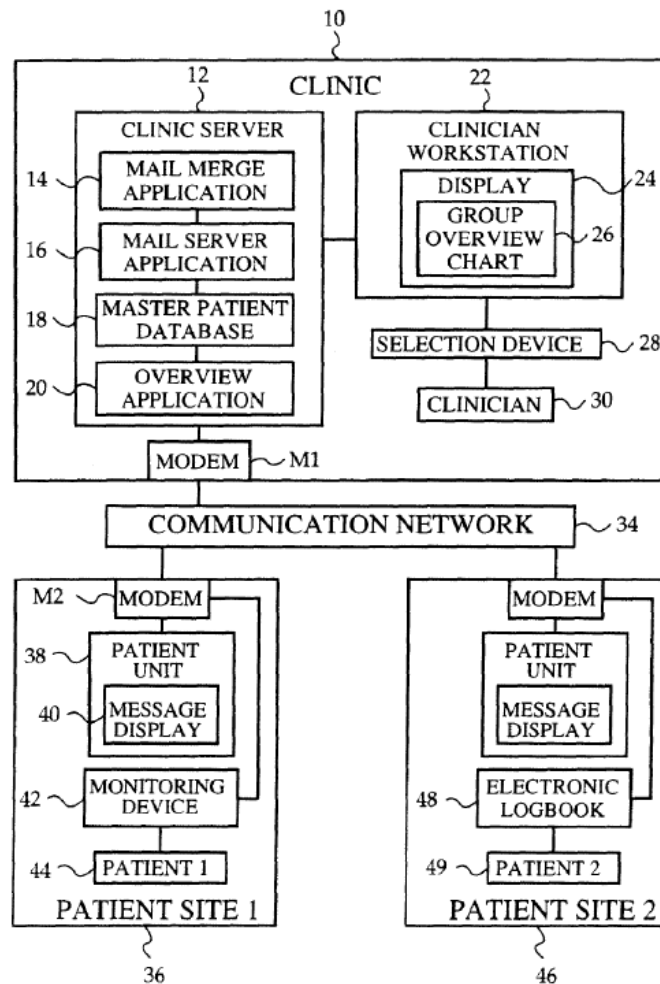 10
CLINIC
12
CLINIC SERVER
14
MAIL MERGE
APPLICATION
16
MAIL SERVER
APPLICATION
18
MASTER PATIENT
DATABASE
20
OVERVIEW
APPLICATION
22
CLINICIAN
WORKSTATION
DISPLAY
24
GROUP
OVERVIEW
CHART
26
SELECTION DEVICE
28
CLINICIAN
30
MODEM
M1
COMMUNICATION NETWORK
34
M2
MODEM
38
PATIENT
UNIT
40
MESSAGE
DISPLAY
42
MONITORING
DEVICE
44
PATIENT 1
PATIENT SITE 1
36
MODEM
PATIENT
UNIT
MESSAGE
DISPLAY
48
ELECTRONIC
LOGBOOK
49
PATIENT 2
PATIENT SITE 2
46